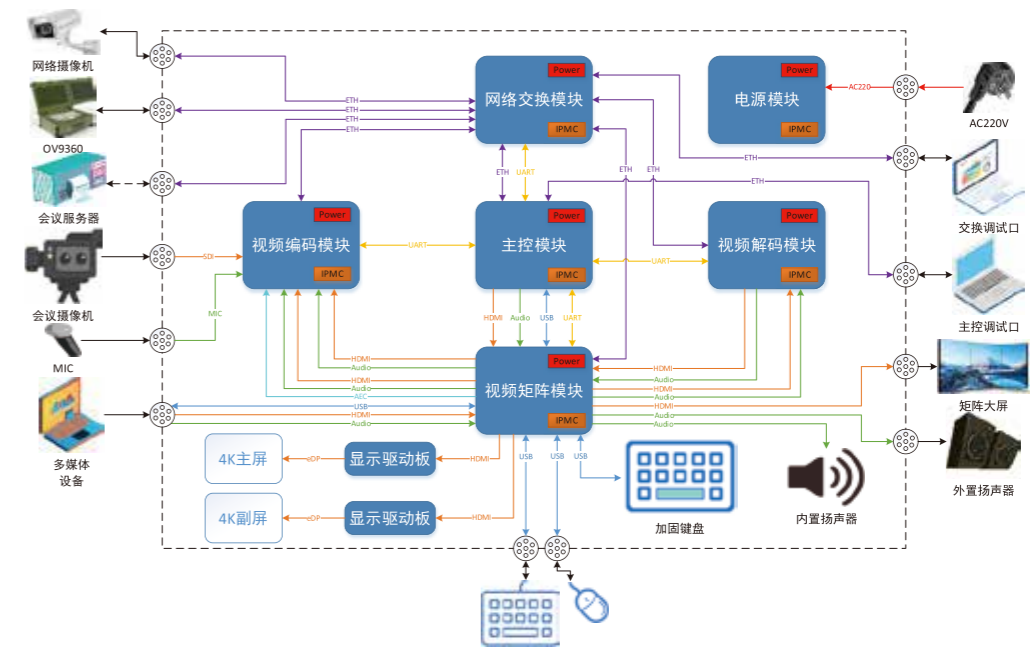 网络摄像机
OV9360
会议服务器
会议摄像机
MIC
多媒体
设备
ETH
ETH
ETH
SDI
MIC
Power
网络交换模块
IPMC
Power
电源模块
IPMC
AC220
AC220V
ETH
UART
ETH
ETH
ETH
ETH
交换调试口
Power
视频编码模块
IPMC
UART
Power
主控模块
IPMC
UART
Power
视频解码模块
IPMC
主控调试口
HDMI
Audio
USB
UART
HDMI
Audio
HDMI
Audio
AEC
USB
HDMI
Audio
Power
视频矩阵模块
IPMC
HDMI
Audio
HDMI
Audio
HDMI
Audio
Audio
矩阵大屏
外置扬声器
4K主屏
eDP
显示驱动板
HDMI
USB
USB
USB
4K副屏
eDP
显示驱动板
HDMI
加固键盘
内置扬声器